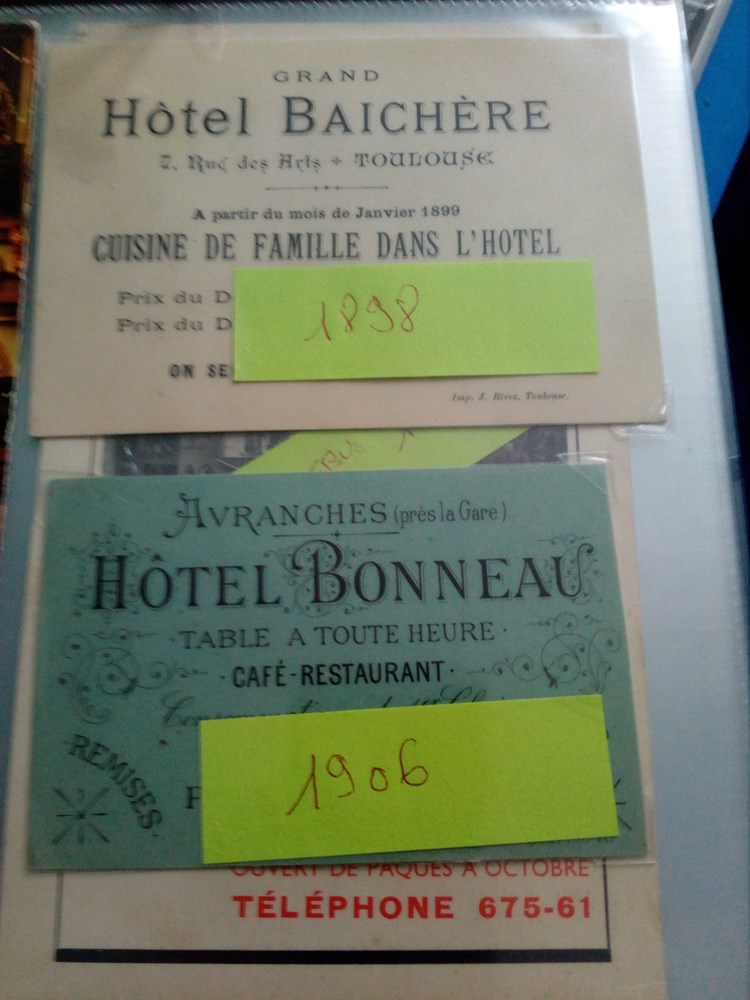 GRAND
Hôtel BAICHÈRE
7, Rue des Arts + TOULOUSE
A partir du mois de Janvier 1899
CUISINE DE FAMILLE DANS L'HOTEL
Prix du D
Prix du D
1898
ON SE
Imp. J. Rives, Toulouse.
AVRANCHES (près la Gare)
HÔTEL BONNEAU
· TABLE A TOUTE HEURE ·
· CAFÉ-RESTAURANT ·
REMISES.
1906
OUVERT DE PAQUES A OCTOBRE
TÉLÉPHONE 675-61